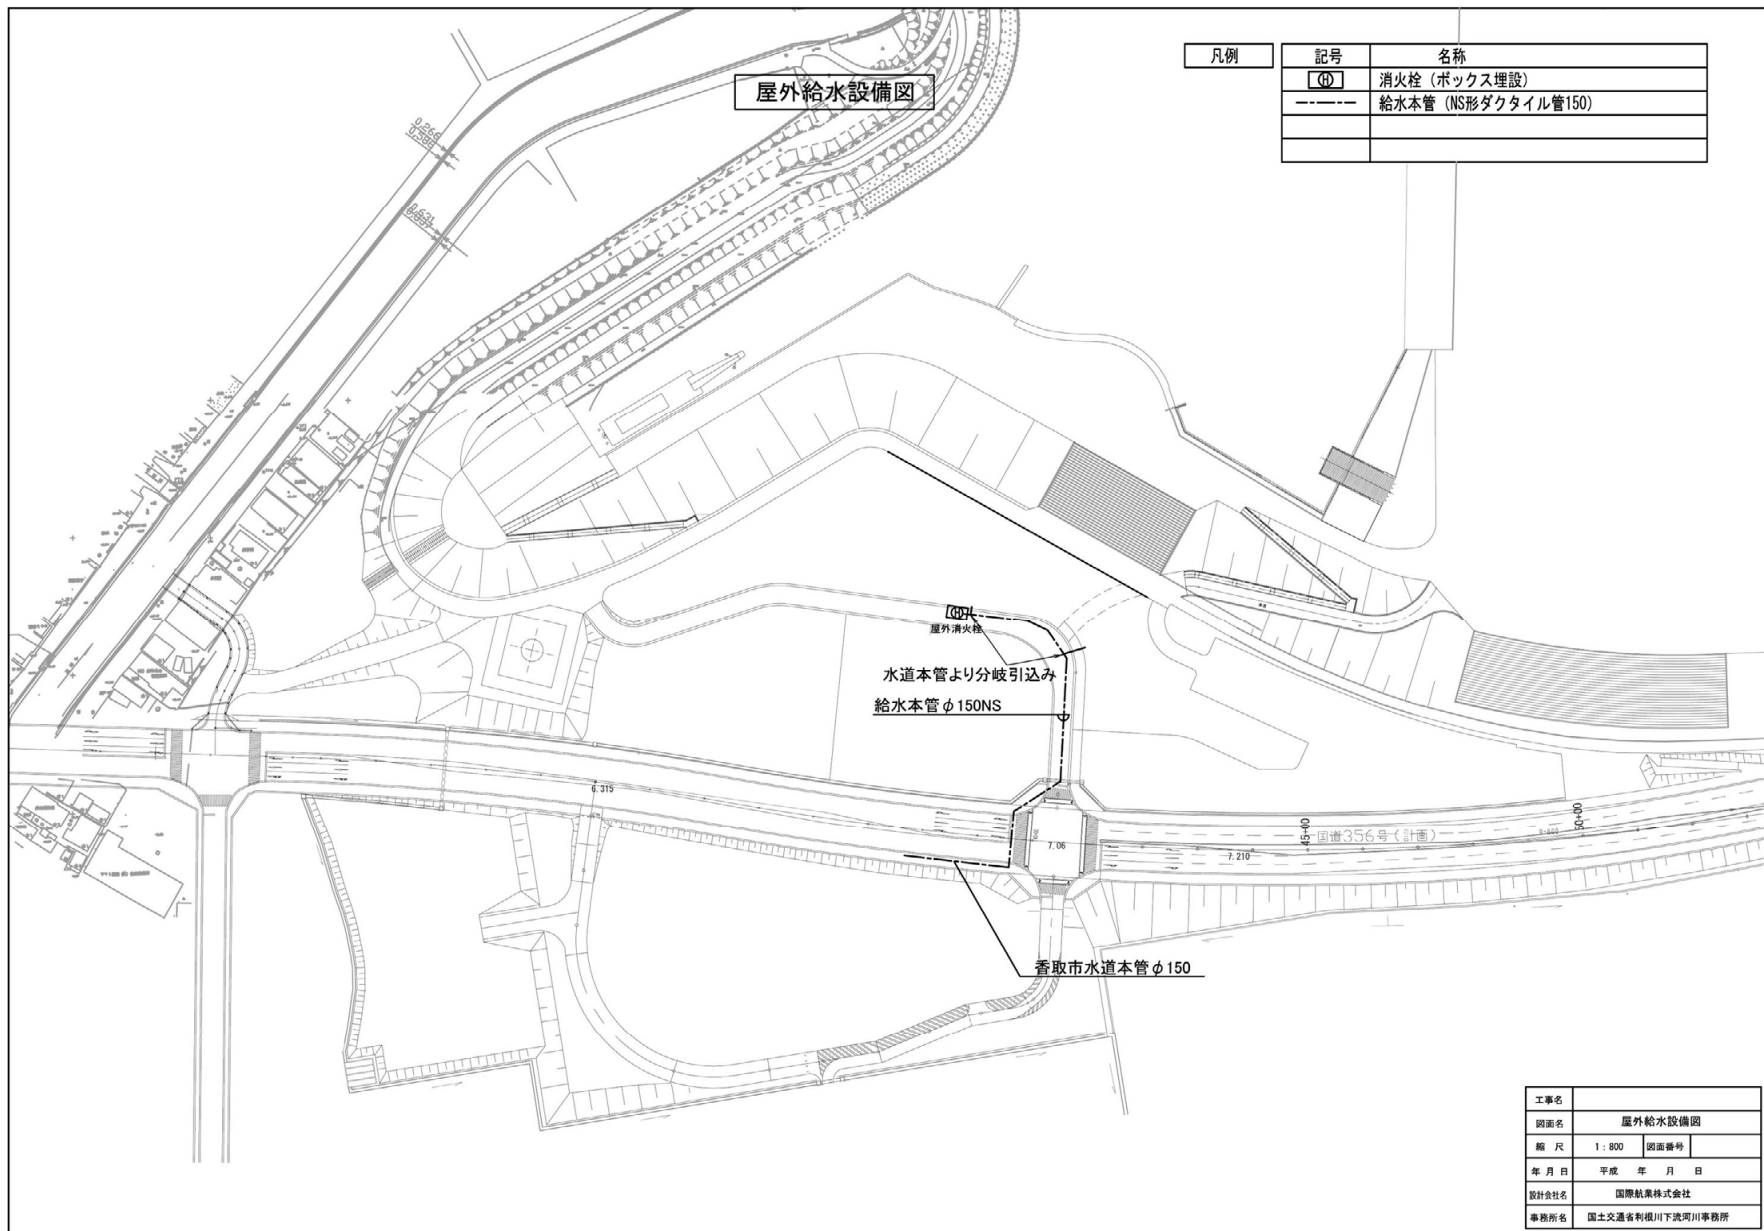 屋外給水設備図
凡例
記号 名称
Ⓗ 消火栓（ボックス埋設）
給水本管（NS形ダクタイル管150）
屋外消火栓
水道本管より分岐引込み
給水本管φ150NS
6.315
7.06
7.210
45+00
国道356号(計画)
50+00
香取市水道本管φ150
工事名
図面名 屋外給水設備図
縮尺 1：800 図面番号
年月日 平成 年 月 日
設計会社名 国際航業株式会社
事務所名 国土交通省利根川下流河川事務所